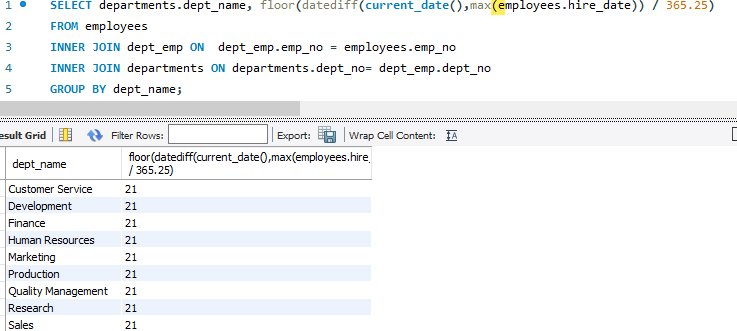 1 SELECT departments.dept_name, floor(datediff(current_date(),max(employees.hire_date)) / 365.25)
2 FROM employees
3 INNER JOIN dept_emp ON  dept_emp.emp_no = employees.emp_no
4 INNER JOIN departments ON departments.dept_no= dept_emp.dept_no
5 GROUP BY dept_name;
esult Grid Filter Rows: Export: Wrap Cell Content:
dept_name floor(datediff(current_date(),max(employees.hire_
/ 365.25)
Customer Service 21
Development 21
Finance 21
Human Resources 21
Marketing 21
Production 21
Quality Management 21
Research 21
Sales 21